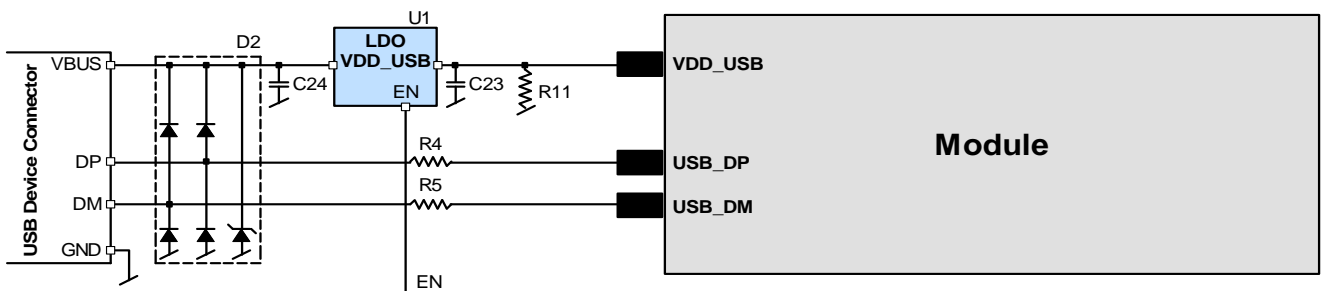 U1
D2
LDO
VBUS
VDD_USB
VDD_USB
C24
C23
R11
EN
USB Device Connector
Module
R4
DP
USB_DP
R5
DM
USB_DM
GND
EN